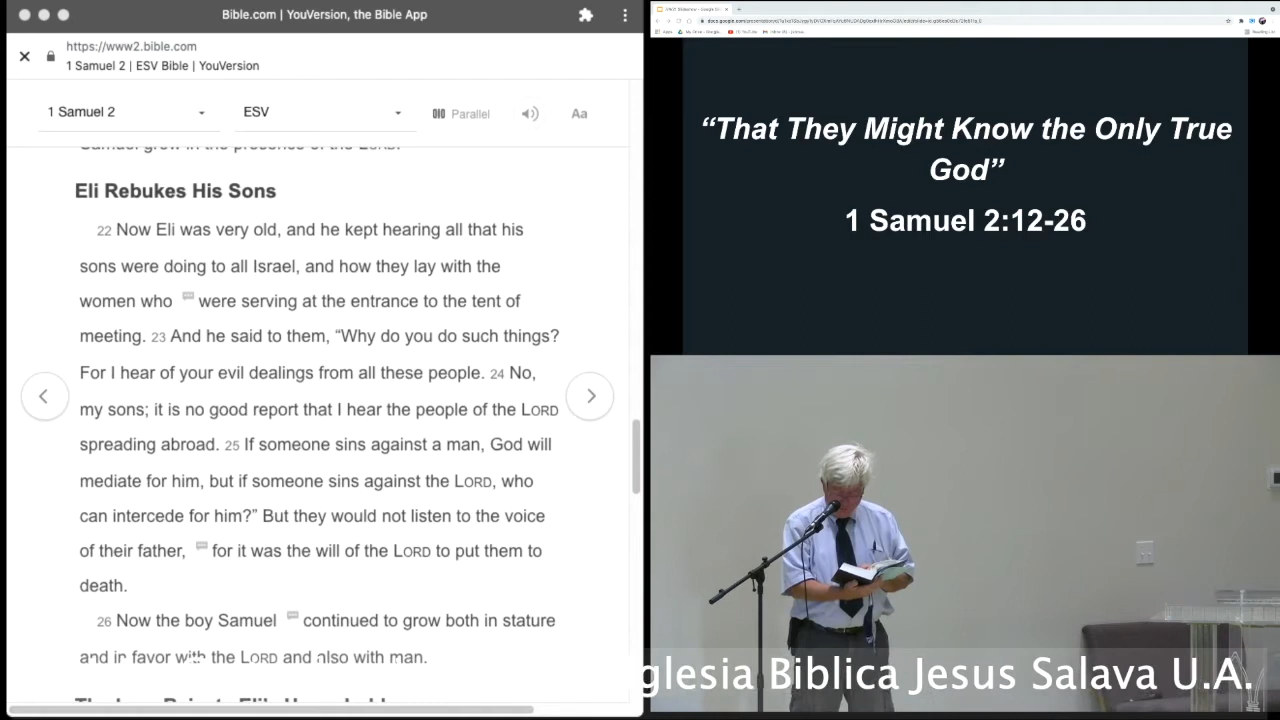 Bible.com | YouVersion, the Bible App
https://www2.bible.com
1 Samuel 2 | ESV Bible | YouVersion
1 Samuel 2
ESV
Parallel
Aa
Samuel grew in the presence of the LORD.
Eli Rebukes His Sons
22 Now Eli was very old, and he kept hearing all that his
sons were doing to all Israel, and how they lay with the
women who were serving at the entrance to the tent of
meeting. 23 And he said to them, “Why do you do such things?
For I hear of your evil dealings from all these people. 24 No,
my sons; it is no good report that I hear the people of the LORD
spreading abroad. 25 If someone sins against a man, God will
mediate for him, but if someone sins against the LORD, who
can intercede for him?” But they would not listen to the voice
of their father, for it was the will of the LORD to put them to
death.
26 Now the boy Samuel continued to grow both in stature
and in favor with the LORD and also with man.
“That They Might Know the Only True
God”
1 Samuel 2:12-26
glesia Biblica Jesus Salava U.A.